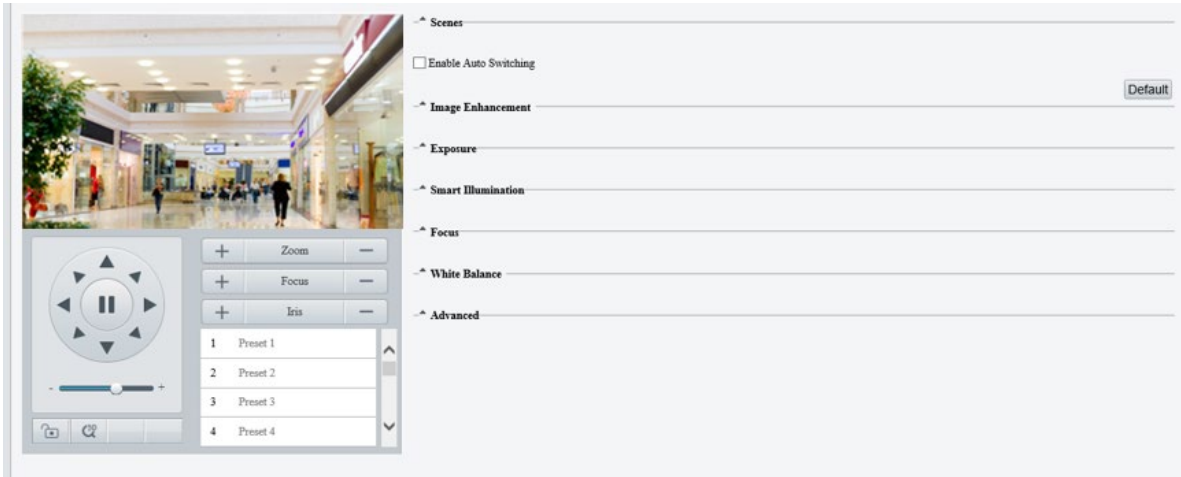 Scenes
Enable Auto Switching
Default
Image Enhancement
Exposure
Smart Illumination
Focus
White Balance
Advanced
+ Zoom −
+ Focus −
+ Iris −
1 Preset 1
2 Preset 2
3 Preset 3
4 Preset 4
- +
3D